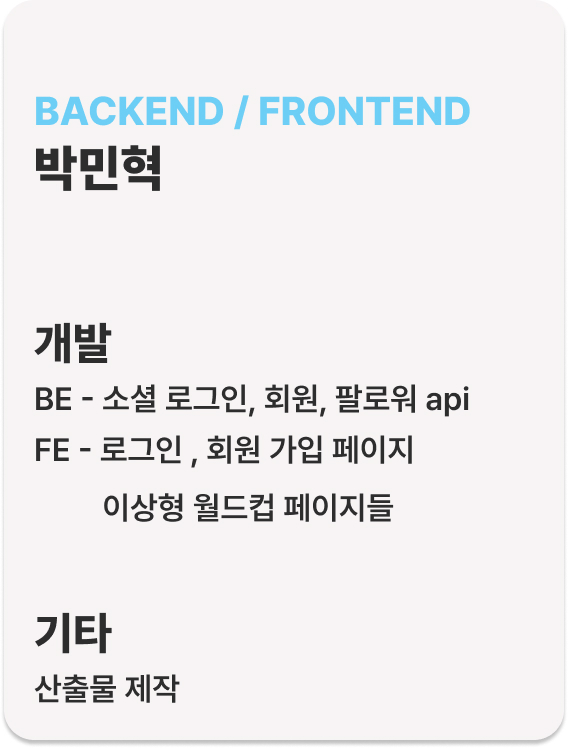 BACKEND / FRONTEND
박민혁
개발
BE - 소셜 로그인, 회원, 팔로워 api
FE - 로그인 , 회원 가입 페이지
이상형 월드컵 페이지들
기타
산출물 제작